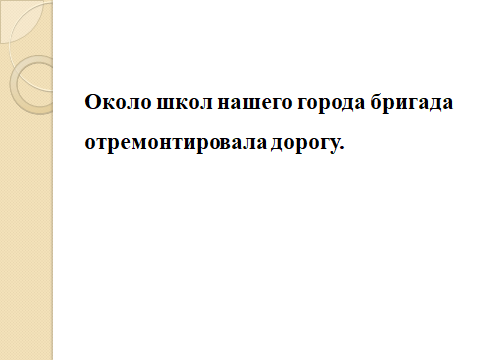 Около школ нашего города бригада
отремонтировала дорогу.